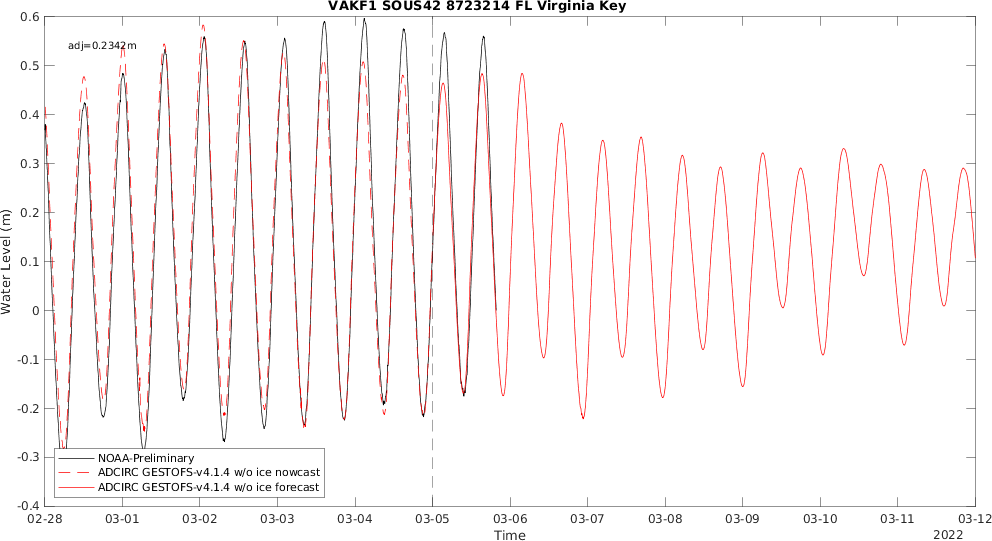 VAKF1 SOUS42 8723214 FL Virginia Key
adj=0.2342m
0.6
0.5
0.4
0.3
0.2
0.1
0
-0.1
-0.2
-0.3
-0.4
Water Level (m)
NOAA-Preliminary
ADCIRC GESTOFS-v4.1.4 w/o ice nowcast
ADCIRC GESTOFS-v4.1.4 w/o ice forecast
02-28 03-01 03-02 03-03 03-04 03-05 03-06 03-07 03-08 03-09 03-10 03-11 03-12
Time
2022